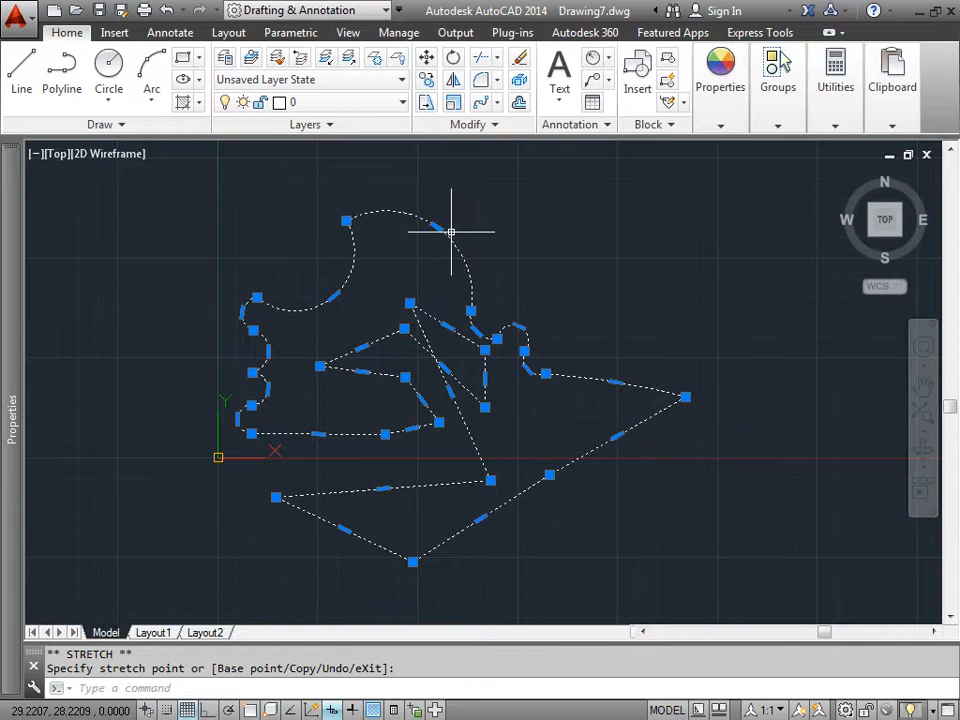 Drafting & Annotation
Autodesk AutoCAD 2014 Drawing7.dwg
Sign In
Home Insert Annotate Layout Parametric View Manage Output Plug-ins Autodesk 360 Featured Apps Express Tools
Unsaved Layer State
Line Polyline Circle Arc
0
Text
Insert
Properties
Groups
Utilities
Clipboard
Draw Layers Modify Annotation Block
[−][Top][2D Wireframe]
N
W TOP E
S
WCS
Y
X
Properties
Model Layout1 Layout2
** STRETCH **
Specify stretch point or [Base point/Copy/Undo/eXit]:
Type a command
29.2207, 28.2209, 0.0000
MODEL
1:1